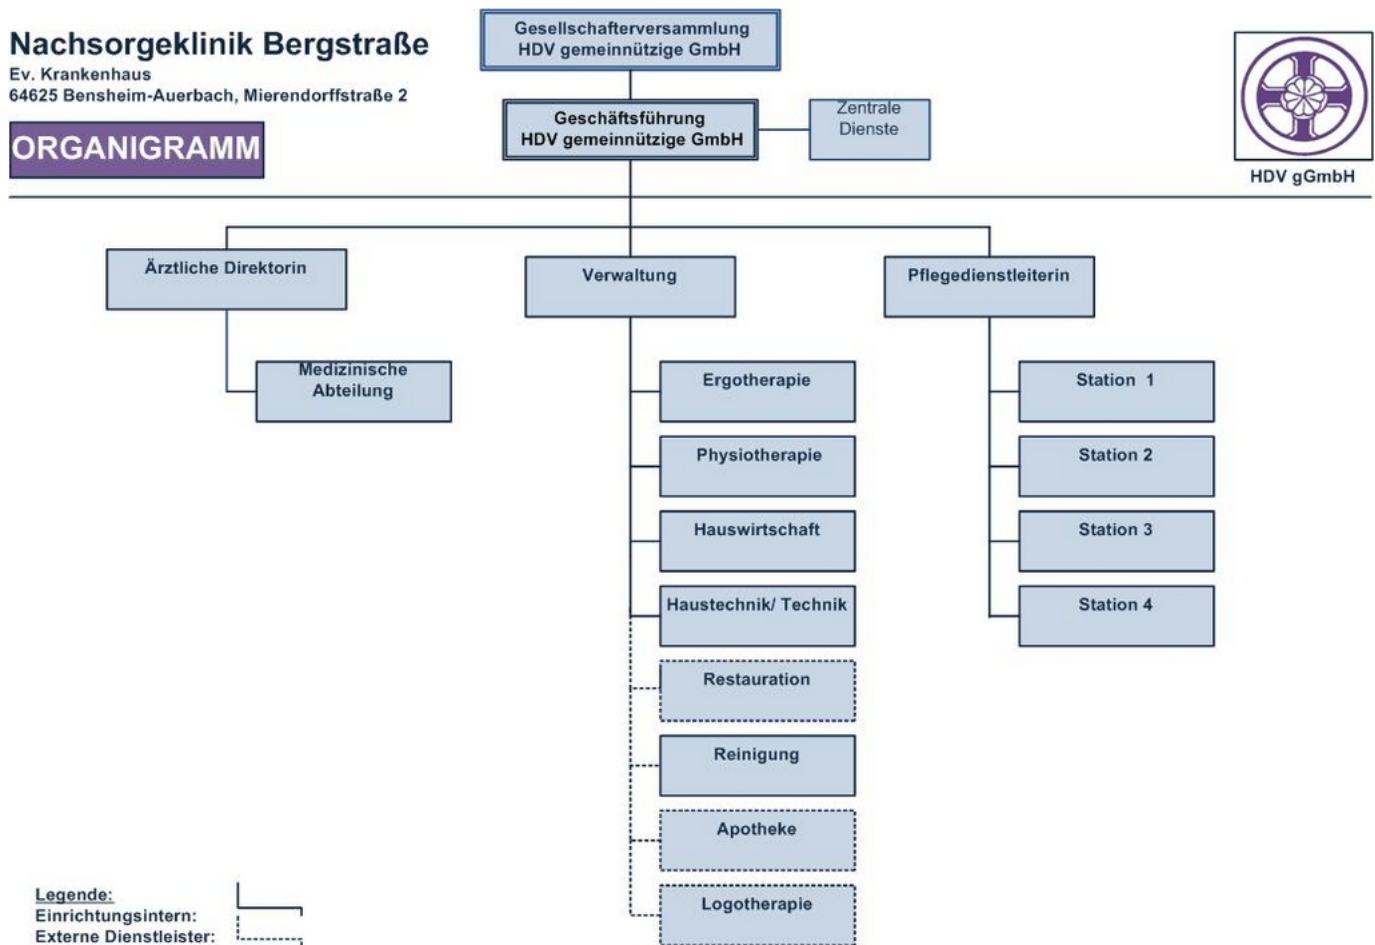 Nachsorgeklinik Bergstraße
Ev. Krankenhaus
64625 Bensheim-Auerbach, Mierendorffstraße 2
ORGANIGRAMM
Gesellschafterversammlung
HDV gemeinnützige GmbH
Geschäftsführung
HDV gemeinnützige GmbH
Zentrale
Dienste
HDV gGmbH
Ärztliche Direktorin
Verwaltung
Pflegedienstleiterin
Medizinische
Abteilung
Ergotherapie
Physiotherapie
Hauswirtschaft
Haustechnik/ Technik
Restauration
Reinigung
Apotheke
Logotherapie
Station 1
Station 2
Station 3
Station 4
Legende:
Einrichtungsintern:
Externe Dienstleister: